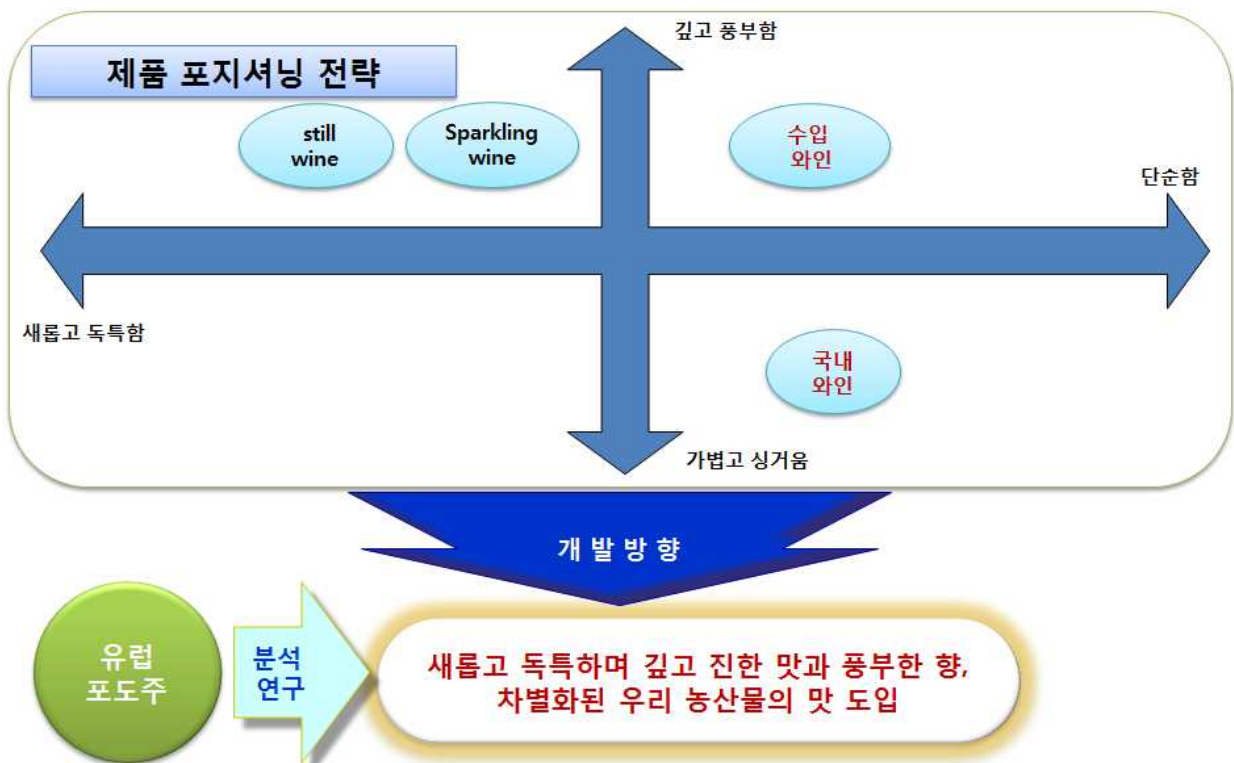 깊고 풍부함
제품 포지셔닝 전략
still
wine
Sparkling
wine
수입
와인
단순함
새롭고 독특함
국내
와인
가볍고 싱거움
개 발 방 향
유럽
포도주
분석
연구
새롭고 독특하며 깊고 진한 맛과 풍부한 향,
차별화된 우리 농산물의 맛 도입